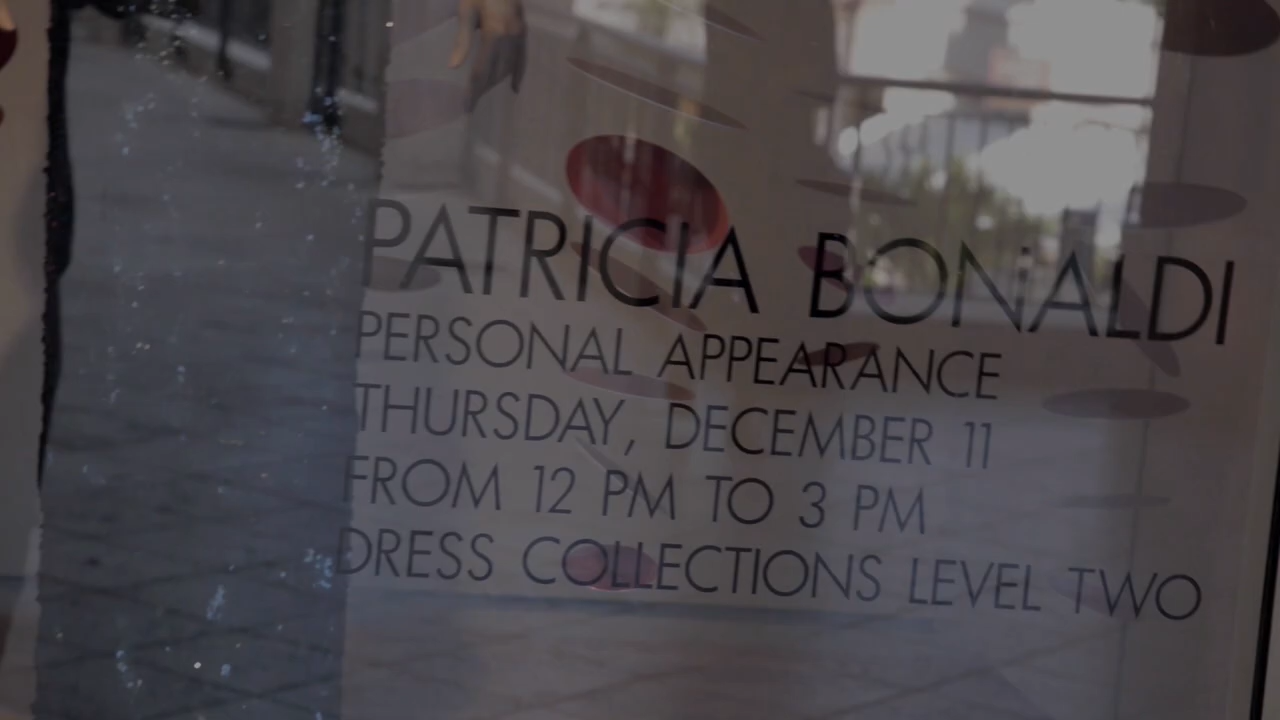 PATRICIA BONALDI
PERSONAL APPEARANCE
THURSDAY, DECEMBER 11
FROM 12 PM TO 3 PM
DRESS COLLECTIONS LEVEL TWO